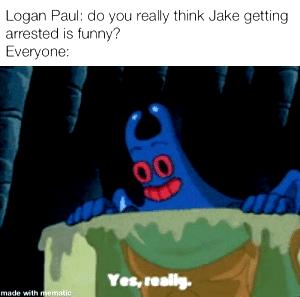 Logan Paul: do you really think Jake getting
arrested is funny?
Everyone:
Yes, really.
made with mematic